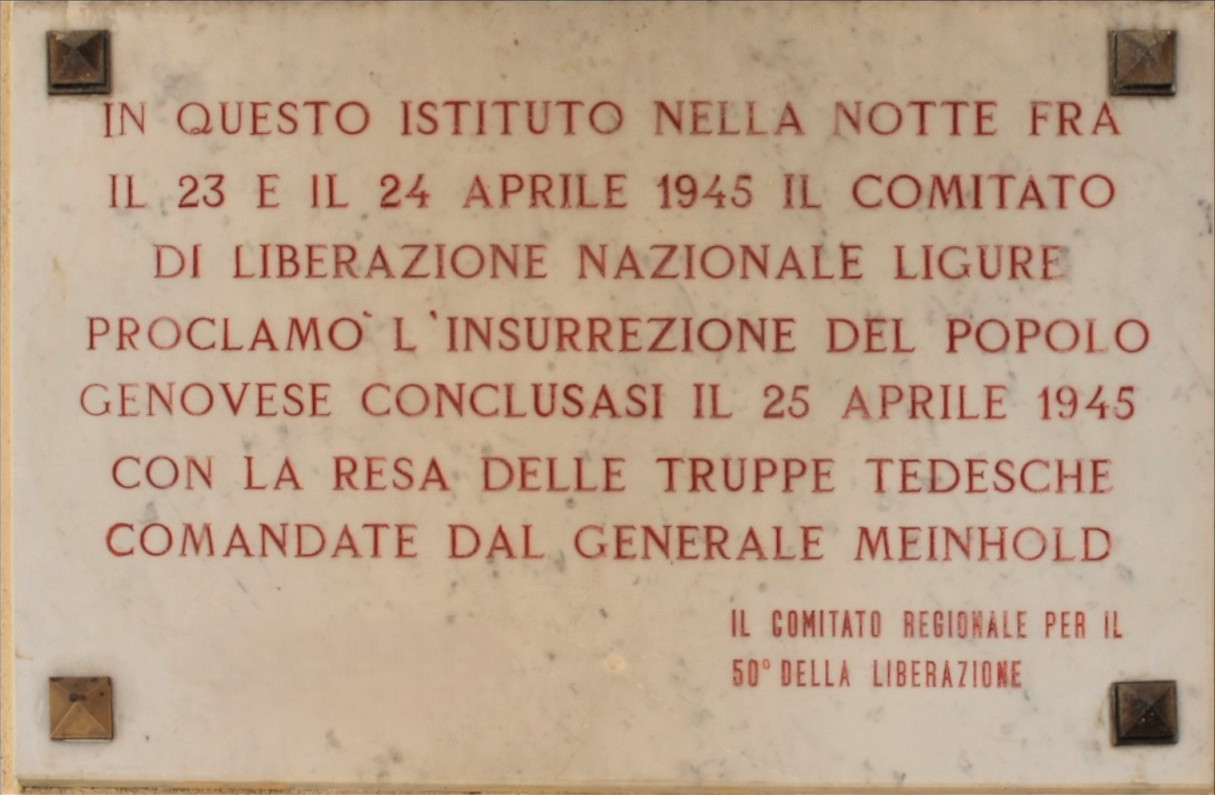 IN QUESTO ISTITUTO NELLA NOTTE FRA
IL 23 E IL 24 APRILE 1945 IL COMITATO
DI LIBERAZIONE NAZIONALE LIGURE
PROCLAMO` L'INSURREZIONE DEL POPOLO
GENOVESE CONCLUSASI IL 25 APRILE 1945
CON LA RESA DELLE TRUPPE TEDESCHE
COMANDATE DAL GENERALE MEINHOLD
IL COMITATO REGIONALE PER IL
50° DELLA LIBERAZIONE